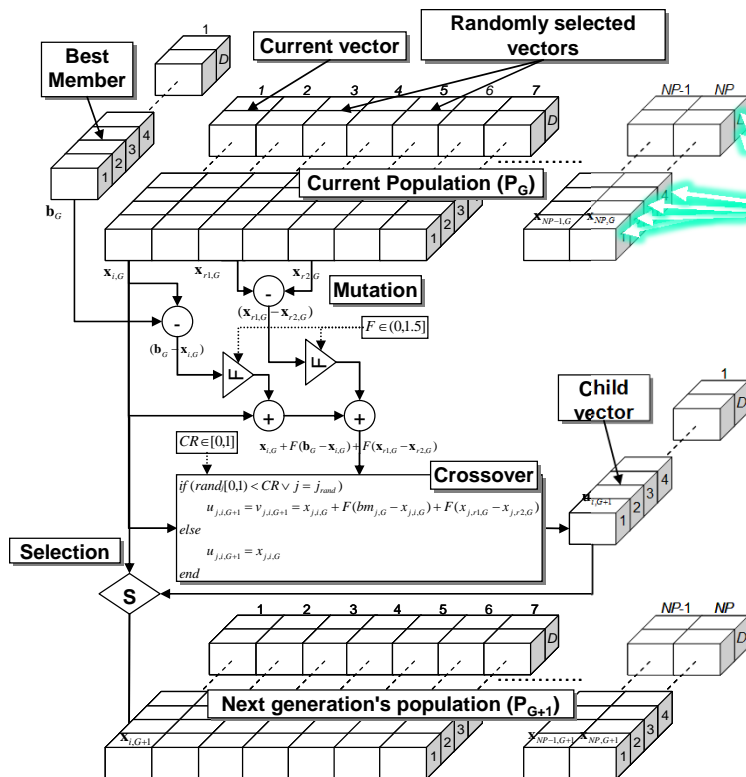 1
D
Best
Member
4
3
2
1
b_G
Current vector
Randomly selected
vectors
1 2 3 4 5 6 7
D
NP-1 NP
D
Current Population (P_G)
3
2
1
4
1
x_{NP-1,G} x_{NP,G}
x_{i,G} x_{r1,G} x_{r2,G}
-
Mutation
(x_{r1,G} - x_{r2,G})
-
F ∈ (0,1.5]
(b_G - x_{i,G})
F F
+ +
CR ∈ [0,1]
x_{i,G} + F(b_G - x_{i,G}) + F(x_{r1,G} - x_{r2,G})
Crossover
if (rand[0,1) < CR ∨ j = j_{rand})
u_{j,i,G+1} = v_{j,i,G+1} = x_{j,i,G} + F(bm_{j,G} - x_{j,i,G}) + F(x_{j,r1,G} - x_{j,r2,G})
else
u_{j,i,G+1} = x_{j,i,G}
end
1
D
Child
vector
4
3
2
1
u_{i,G+1}
Selection
S
1 2 3 4 5 6 7
D
NP-1 NP
D
Next generation's population (P_{G+1})
3
2
1
4
3
2
1
x_{i,G+1}
x_{NP-1,G+1} x_{NP,G+1}